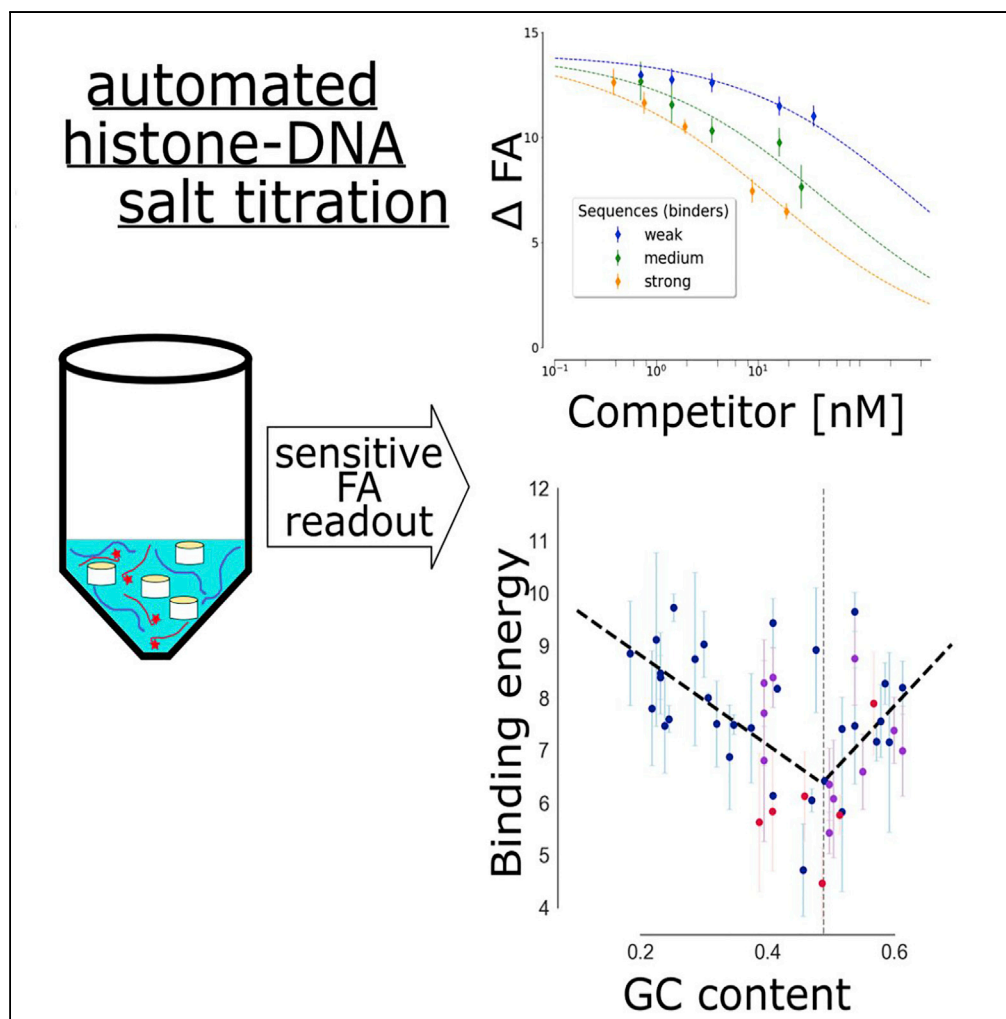 automated
histone-DNA
salt titration
sensitive
FA
readout
Δ FA
15
10
5
0
Sequences (binders)
weak
medium
strong
10⁻¹
10⁰
10¹
Competitor [nM]
Binding energy
12
11
10
9
8
7
6
5
4
0.2
0.4
0.6
GC content